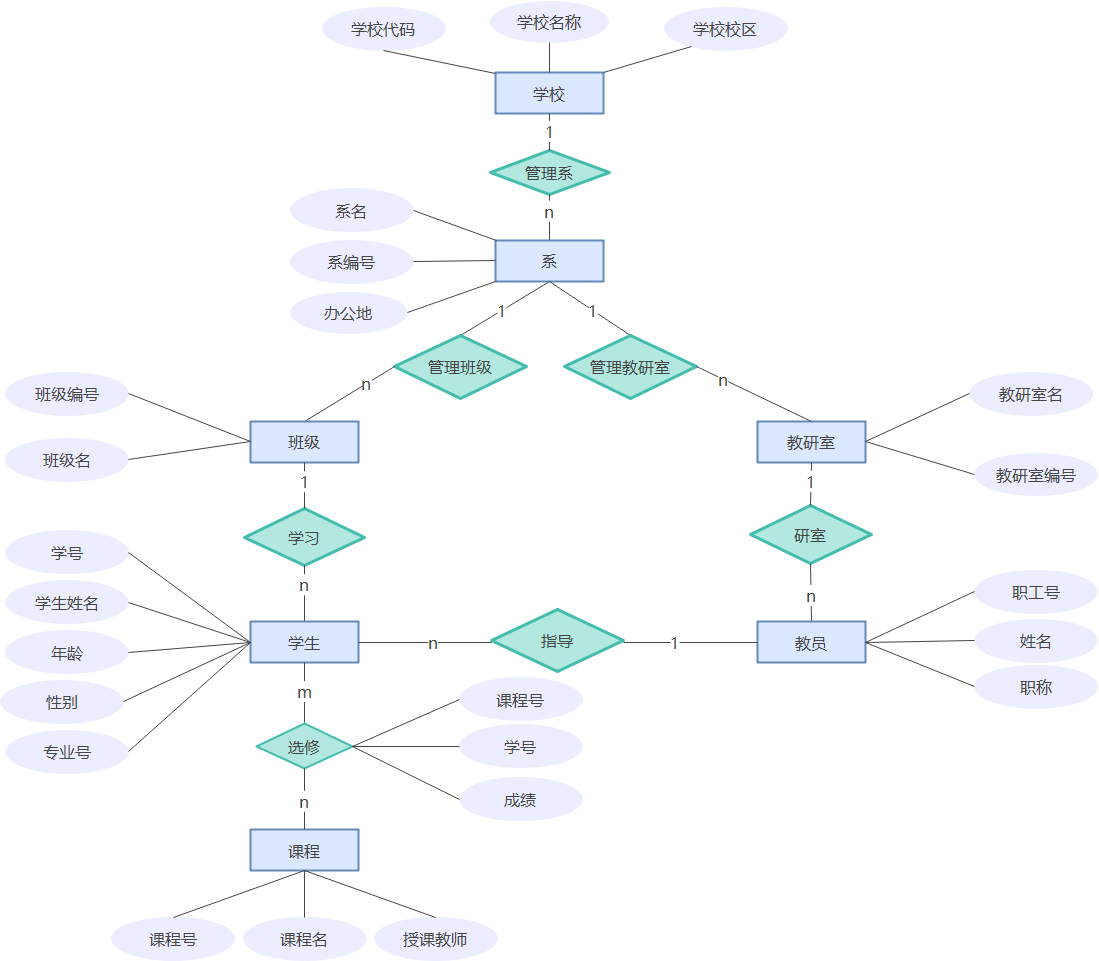 学校代码
学校名称
学校校区
学校
1
管理系
n
系名
系编号
系
办公地
1
1
管理班级
管理教研室
n
n
班级编号
教研室名
班级
教研室
班级名
教研室编号
1
1
学习
研室
学号
n
n
职工号
学生姓名
学生
n
指导
1
教员
姓名
年龄
性别
m
课程号
职称
专业号
选修
学号
n
成绩
课程
课程号
课程名
授课教师